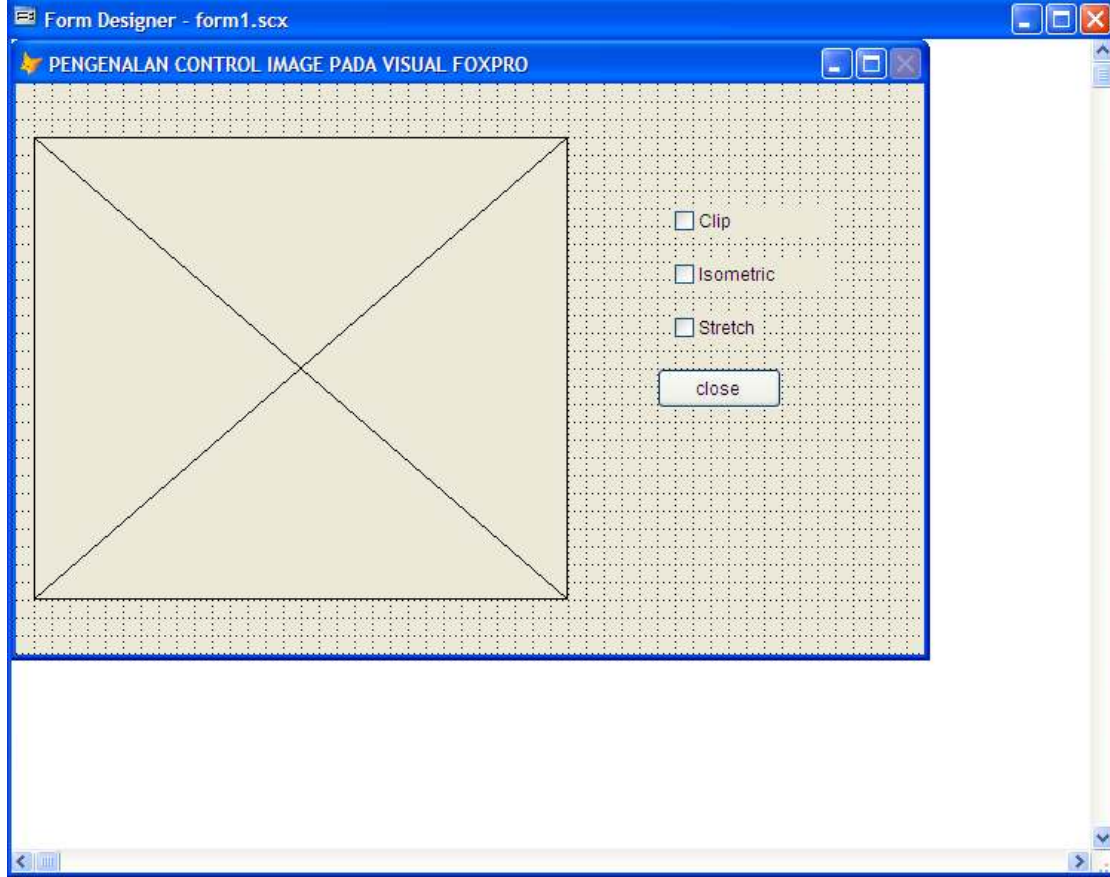 Form Designer - form1.scx
PENGENALAN CONTROL IMAGE PADA VISUAL FOXPRO
Clip
Isometric
Stretch
close